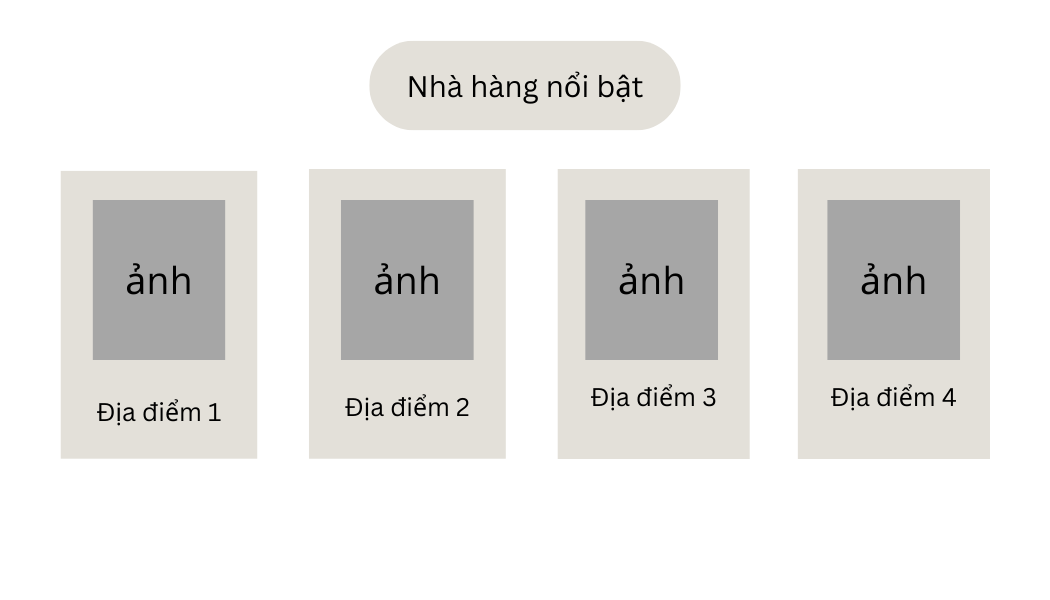 Nhà hàng nổi bật
ảnh
ảnh
ảnh
ảnh
Địa điểm 1
Địa điểm 2
Địa điểm 3
Địa điểm 4